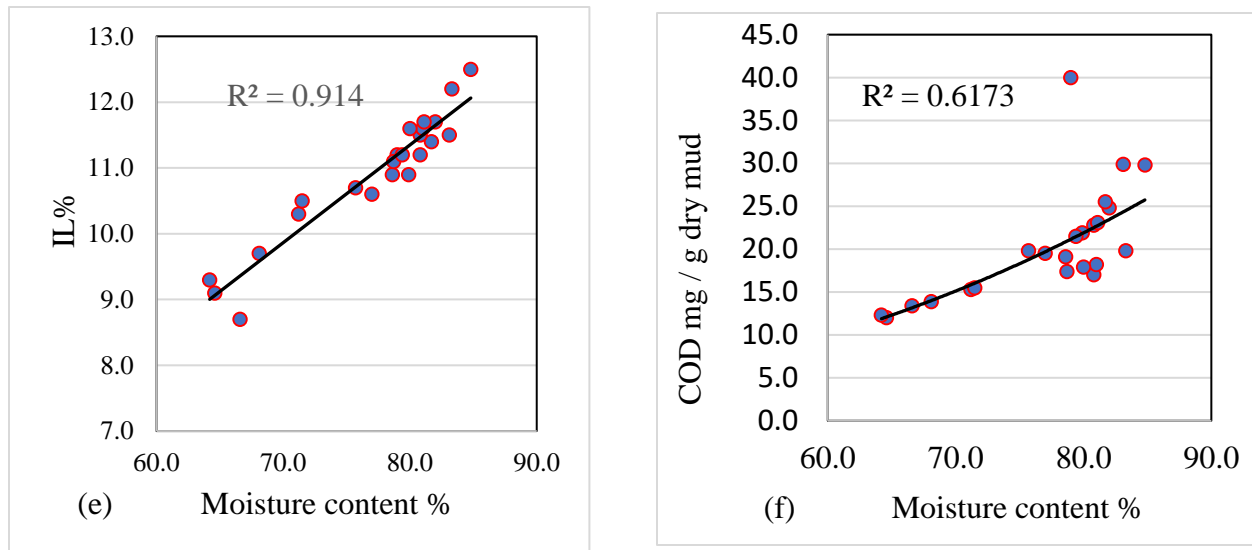 13.0
12.0
11.0
10.0
9.0
8.0
7.0
IL%
R² = 0.914
60.0 70.0 80.0 90.0
(e) Moisture content %
45.0
40.0
35.0
30.0
25.0
20.0
15.0
10.0
5.0
0.0
COD mg / g dry mud
R² = 0.6173
60.0 70.0 80.0 90.0
(f) Moisture content %